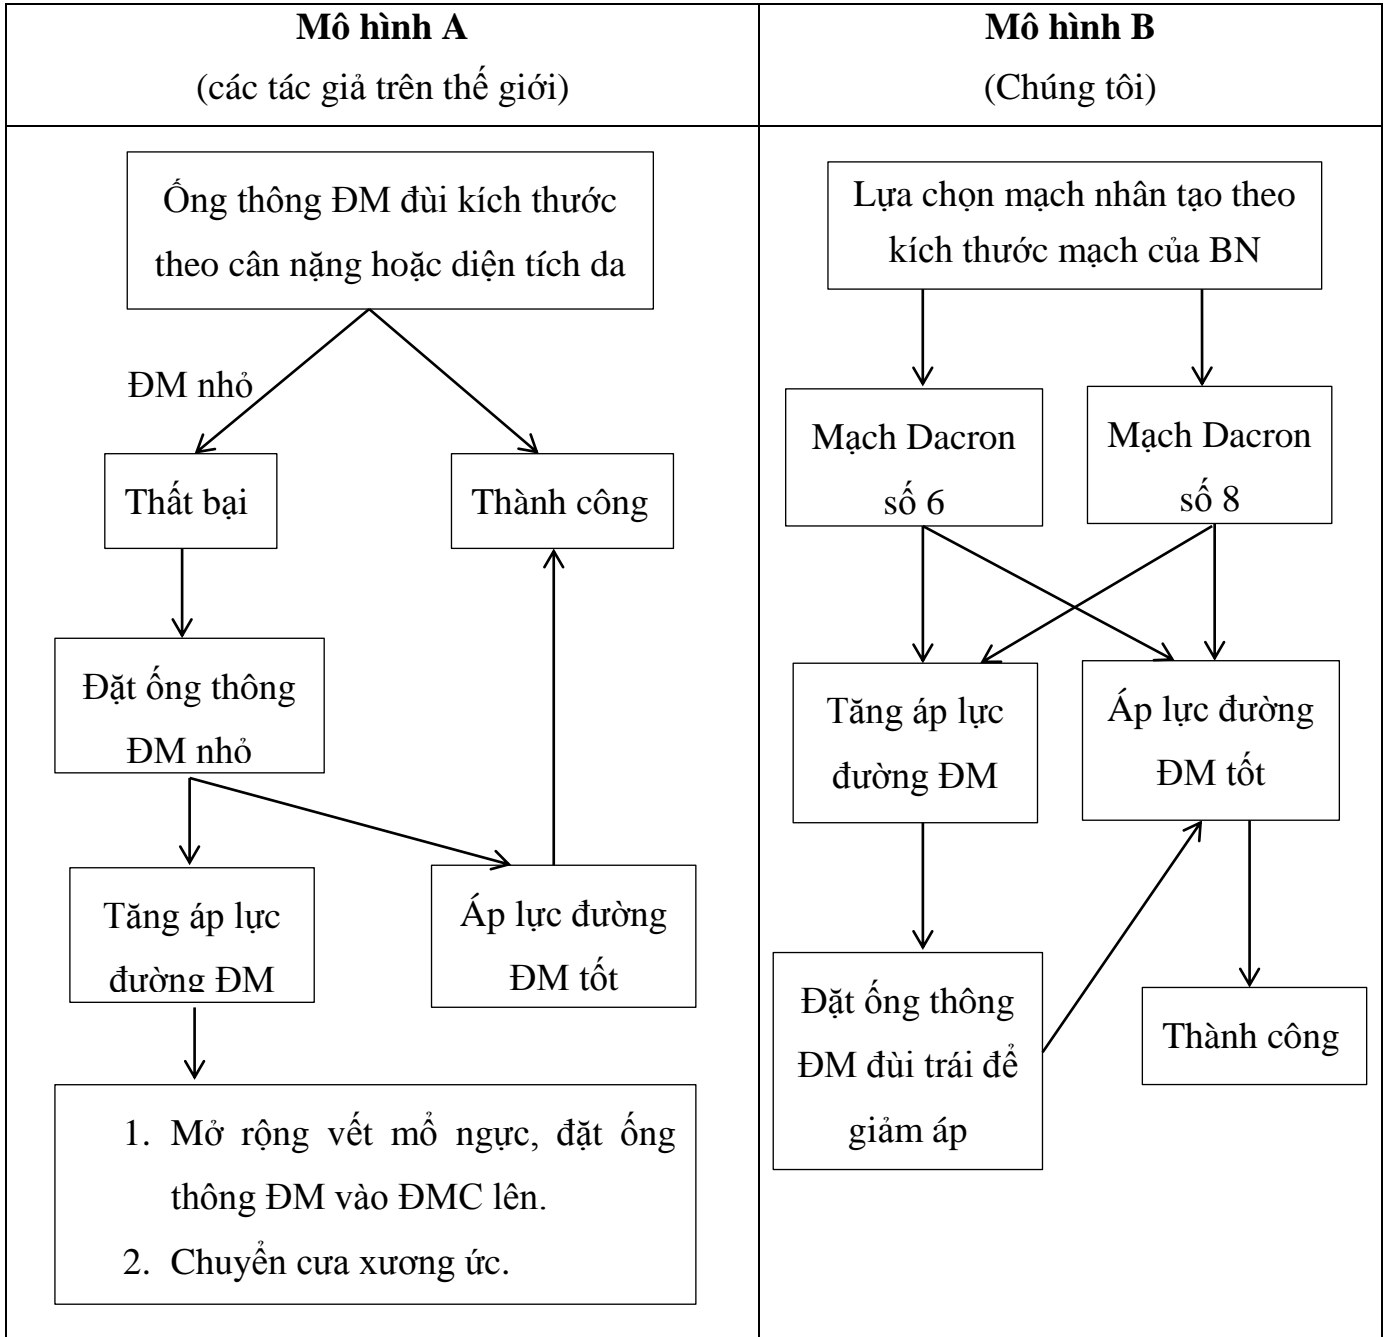 Mô hình A
(các tác giả trên thế giới)
Mô hình B
(Chúng tôi)
Ống thông ĐM đùi kích thước
theo cân nặng hoặc diện tích da
ĐM nhỏ
Thất bại
Thành công
Đặt ống thông
ĐM nhỏ
Tăng áp lực
đường ĐM
Áp lực đường
ĐM tốt
1. Mở rộng vết mổ ngực, đặt ống
thông ĐM vào ĐMC lên.
2. Chuyển cưa xương ức.
Lựa chọn mạch nhân tạo theo
kích thước mạch của BN
Mạch Dacron
số 6
Mạch Dacron
số 8
Tăng áp lực
đường ĐM
Áp lực đường
ĐM tốt
Đặt ống thông
ĐM đùi trái để
giảm áp
Thành công